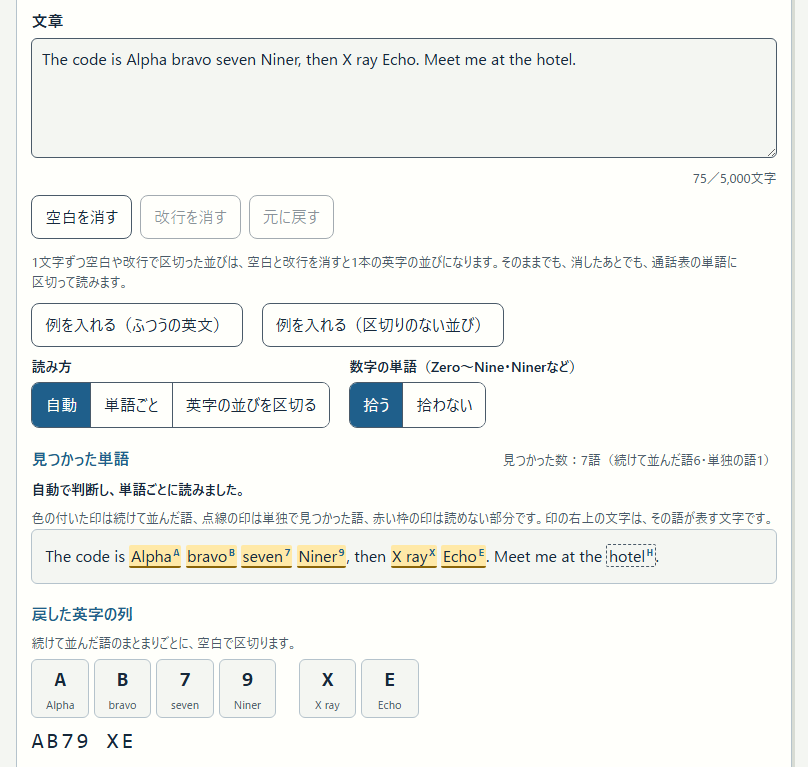 文章
The code is Alpha bravo seven Niner, then X ray Echo. Meet me at the hotel.
75／5,000文字
空白を消す 改行を消す 元に戻す
1文字ずつ空白や改行で区切った並びは、空白と改行を消すと1本の英字の並びになります。そのままでも、消したあとでも、通話表の単語に
区切って読みます。
例を入れる（ふつうの英文） 例を入れる（区切りのない並び）
読み方 数字の単語（Zero〜Nine・Ninerなど）
自動 単語ごと 英字の並びを区切る 拾う 拾わない
見つかった単語 見つかった数：7語（続けて並んだ語6・単独の語1）
自動で判断し、単語ごとに読みました。
色の付いた印は続けて並んだ語、点線の印は単独で見つかった語、赤い枠の印は読めない部分です。印の右上の文字は、その語が表す文字です。
The code is Alpha A bravo B seven 7 Niner 9, then X ray X Echo E. Meet me at the hotel H.
戻した英字の列
続けて並んだ語のまとまりごとに、空白で区切ります。
A B 7 9 X E
Alpha bravo seven Niner X ray Echo
AB79 XE